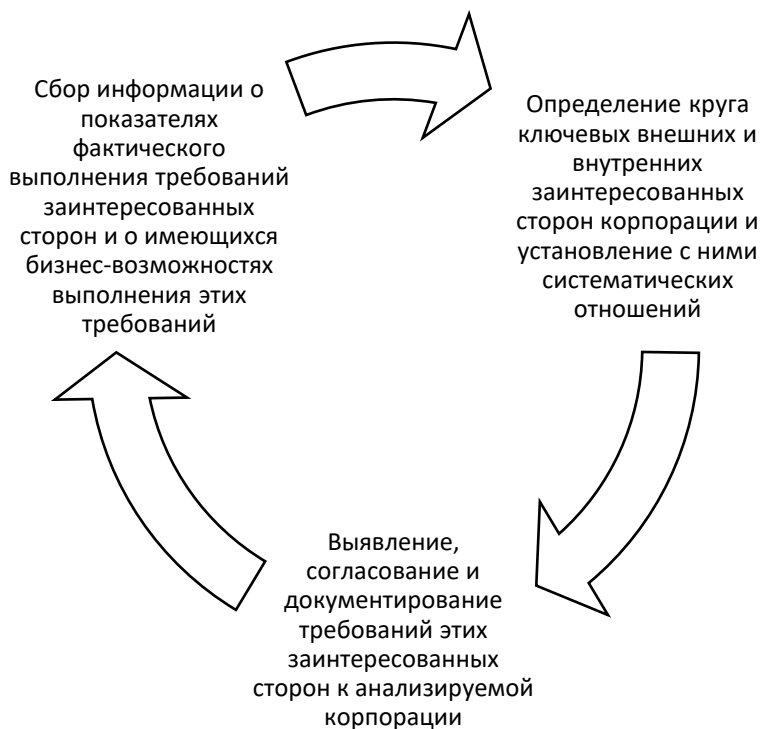 Сбор информации о
показателях
фактического
выполнения требований
заинтересованных
сторон и о имеющихся
бизнес-возможностях
выполнения этих
требований
Определение круга
ключевых внешних и
внутренних
заинтересованных
сторон корпорации и
установление с ними
систематических
отношений
Выявление,
согласование и
документирование
требований этих
заинтересованных
сторон к анализируемой
корпорации